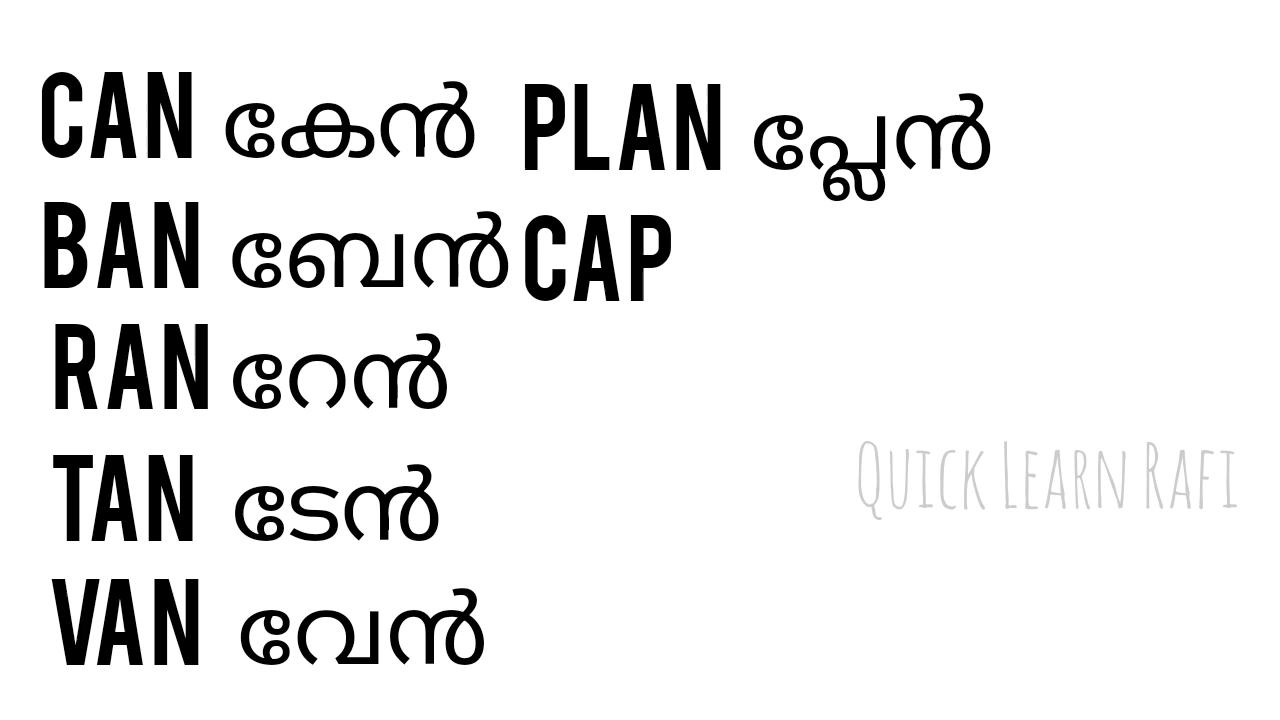 CAN കേൻ
BAN ബേൻ
RAN റേൻ
TAN ടേൻ
VAN വേൻ
PLAN പ്ലേൻ
CAP
Quick Learn Rafi